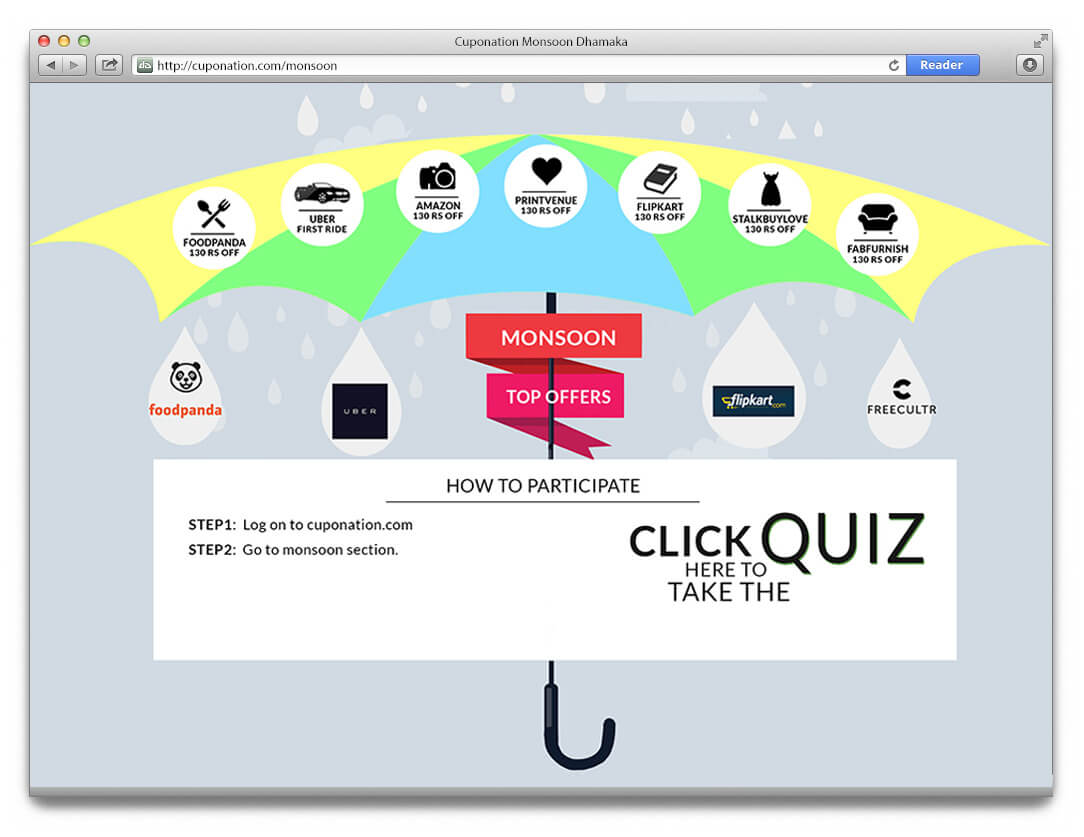 Cuponation Monsoon Dhamaka
http://cuponation.com/monsoon
Reader
FOODPANDA
130 RS OFF
UBER
FIRST RIDE
AMAZON
130 RS OFF
PRINTVENUE
130 RS OFF
FLIPKART
130 RS OFF
STALKBUYLOVE
130 RS OFF
FABFURNISH
130 RS OFF
MONSOON
TOP OFFERS
foodpanda
UBER
flipkart.com
FREECULTR
HOW TO PARTICIPATE
STEP1: Log on to cuponation.com
STEP2: Go to monsoon section.
CLICK QUIZ
HERE TO
TAKE THE